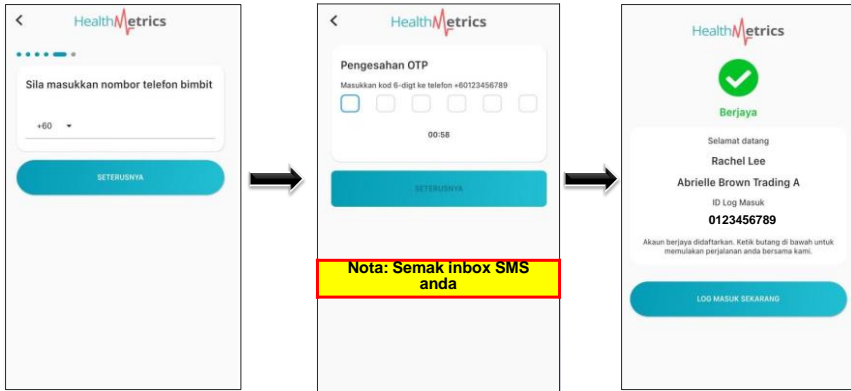 HealthMetrics
Sila masukkan nombor telefon bimbit
+60
SETERUSNYA
HealthMetrics
Pengesahan OTP
Masukkan kod 6-digt ke telefon +60123456789
00:58
SETERUSNYA
Nota: Semak inbox SMS
anda
HealthMetrics
Berjaya
Selamat datang
Rachel Lee
Abrielle Brown Trading A
ID Log Masuk
0123456789
Akaun berjaya didaftarkan. Ketik butang di bawah untuk
memulakan perjalanan anda bersama kami.
LOG MASUK SEKARANG